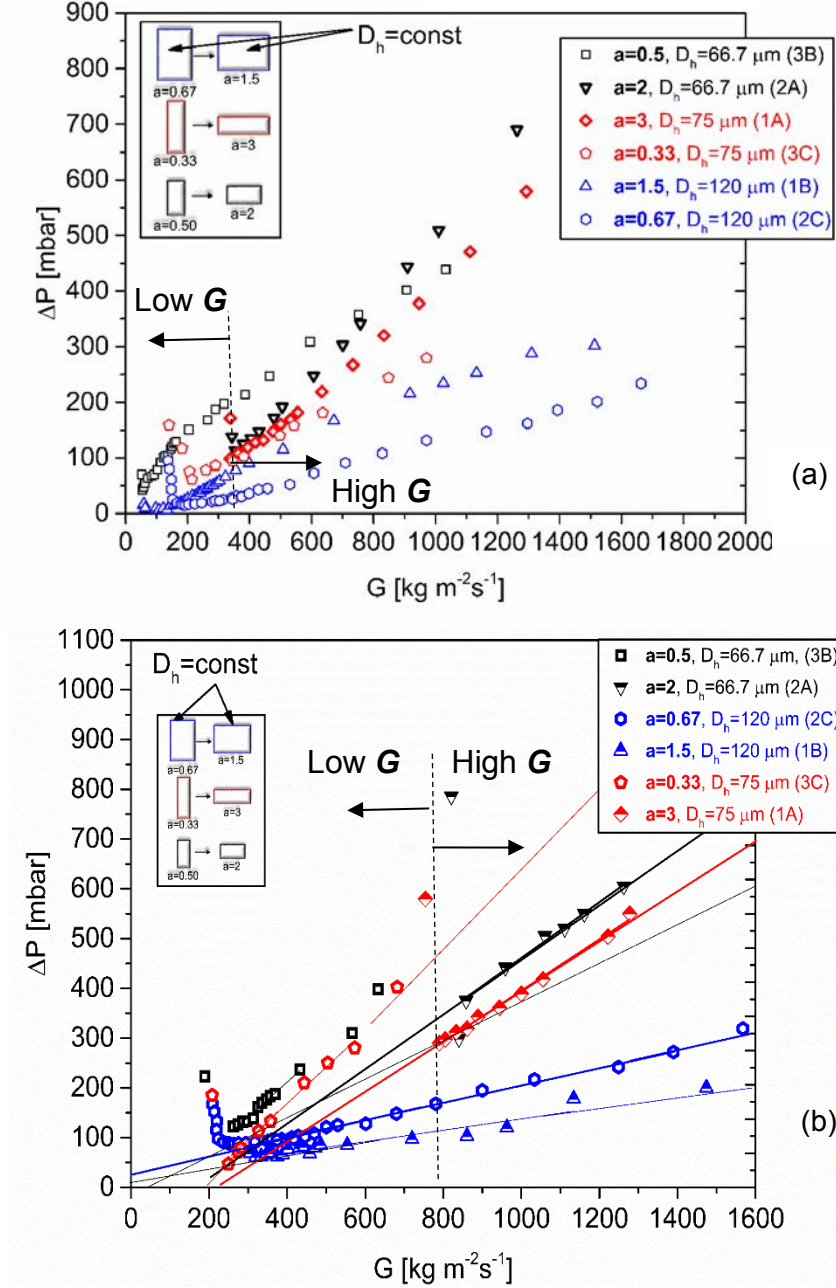 900
800
700
600
500
400
300
200
100
0
ΔP [mbar]
D_h=const
a=0.67
a=1.5
a=0.33
a=3
a=0.50
a=2
a=0.5, D_h=66.7 μm (3B)
a=2, D_h=66.7 μm (2A)
a=3, D_h=75 μm (1A)
a=0.33, D_h=75 μm (3C)
a=1.5, D_h=120 μm (1B)
a=0.67, D_h=120 μm (2C)
Low G
High G
(a)
0 200 400 600 800 1000 1200 1400 1600 1800 2000
G [kg m⁻²s⁻¹]
1100
1000
900
800
700
600
500
400
300
200
100
0
ΔP [mbar]
D_h=const
a=0.67
a=1.5
a=0.33
a=3
a=0.50
a=2
a=0.5, D_h=66.7 μm, (3B)
a=2, D_h=66.7 μm (2A)
a=0.67, D_h=120 μm (2C)
a=1.5, D_h=120 μm (1B)
a=0.33, D_h=75 μm (3C)
a=3, D_h=75 μm (1A)
Low G
High G
(b)
0 200 400 600 800 1000 1200 1400 1600
G [kg m⁻²s⁻¹]